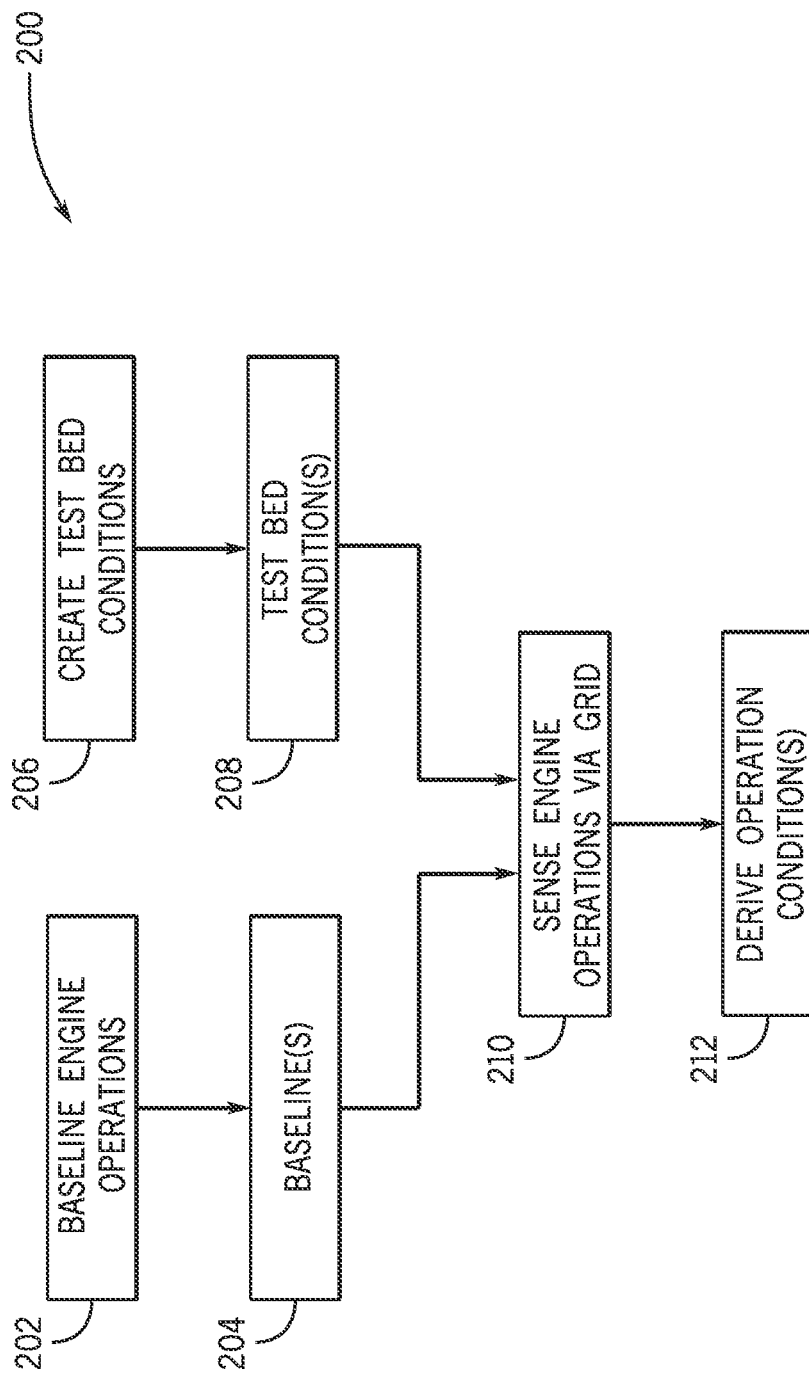 200
202
BASELINE ENGINE
OPERATIONS
206
CREATE TEST BED
CONDITIONS
204
BASELINE(S)
208
TEST BED
CONDITION(S)
210
SENSE ENGINE
OPERATIONS VIA GRID
212
DERIVE OPERATION
CONDITION(S)